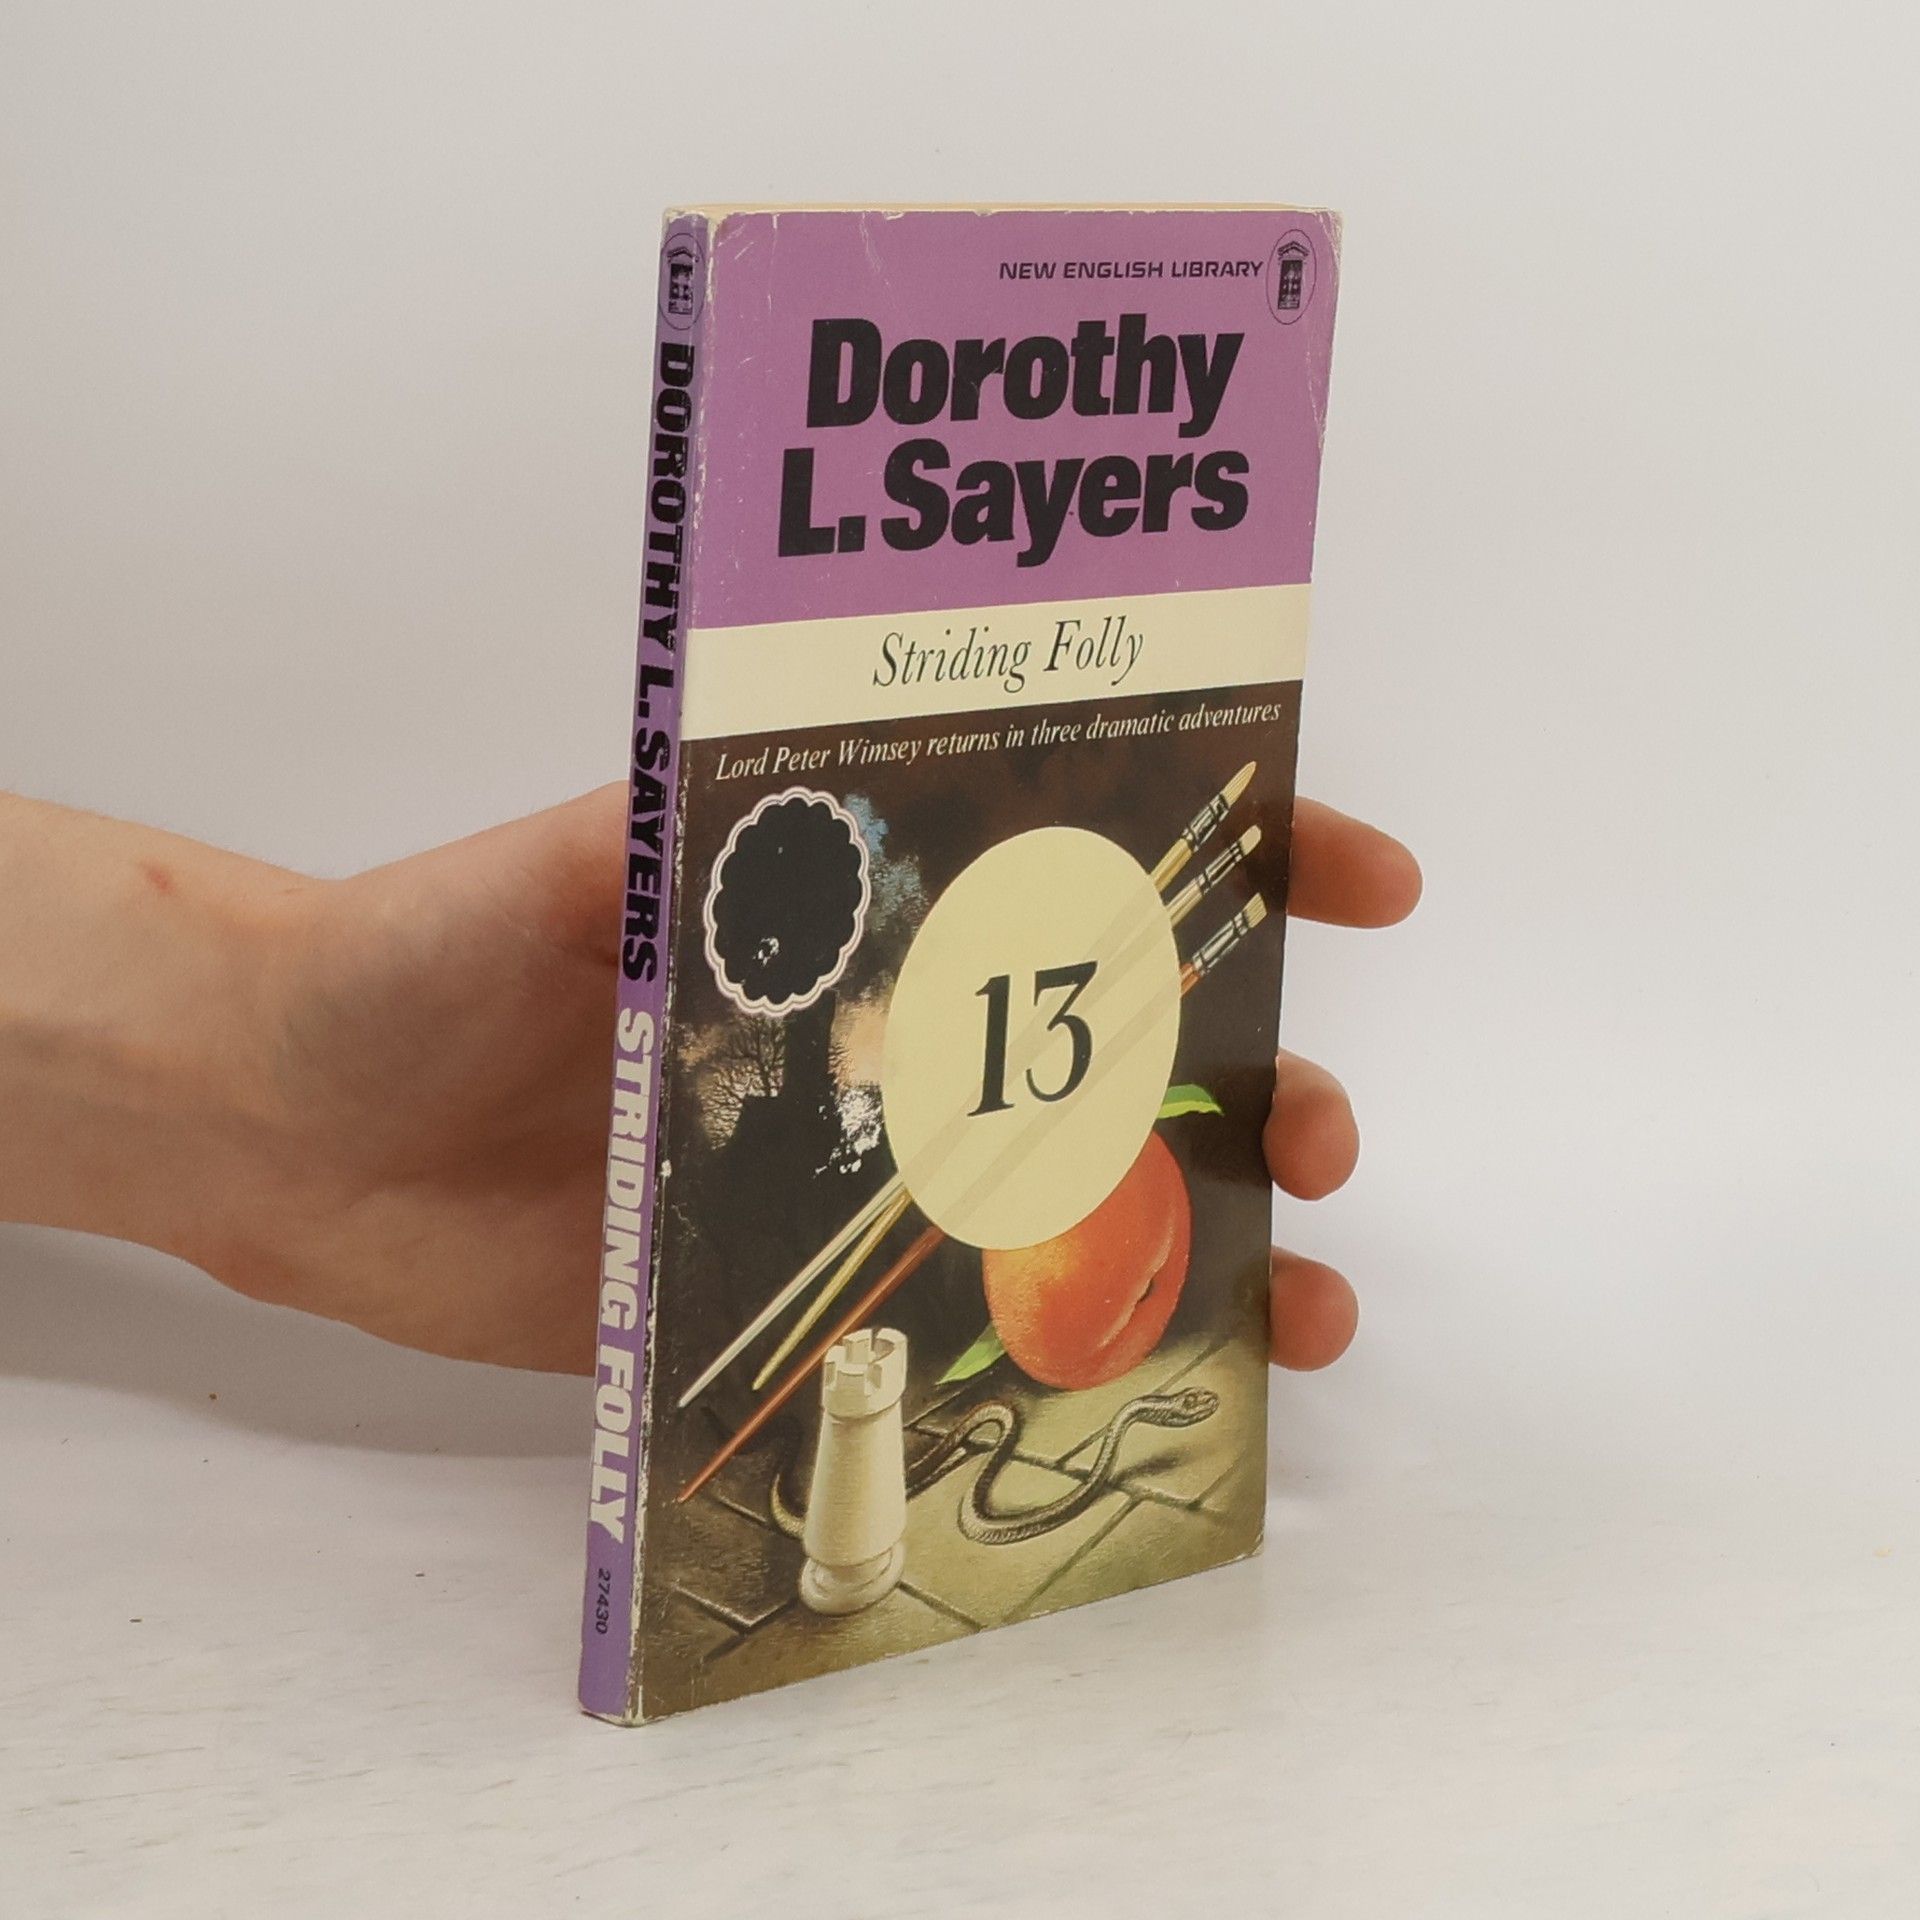 NEW ENGLISH LIBRARY
Dorothy
L. Sayers
Striding Folly
Lord Peter Wimsey returns in three dramatic adventures
13
DOROTHY L. SAYERS STRIDING FOLLY 27430